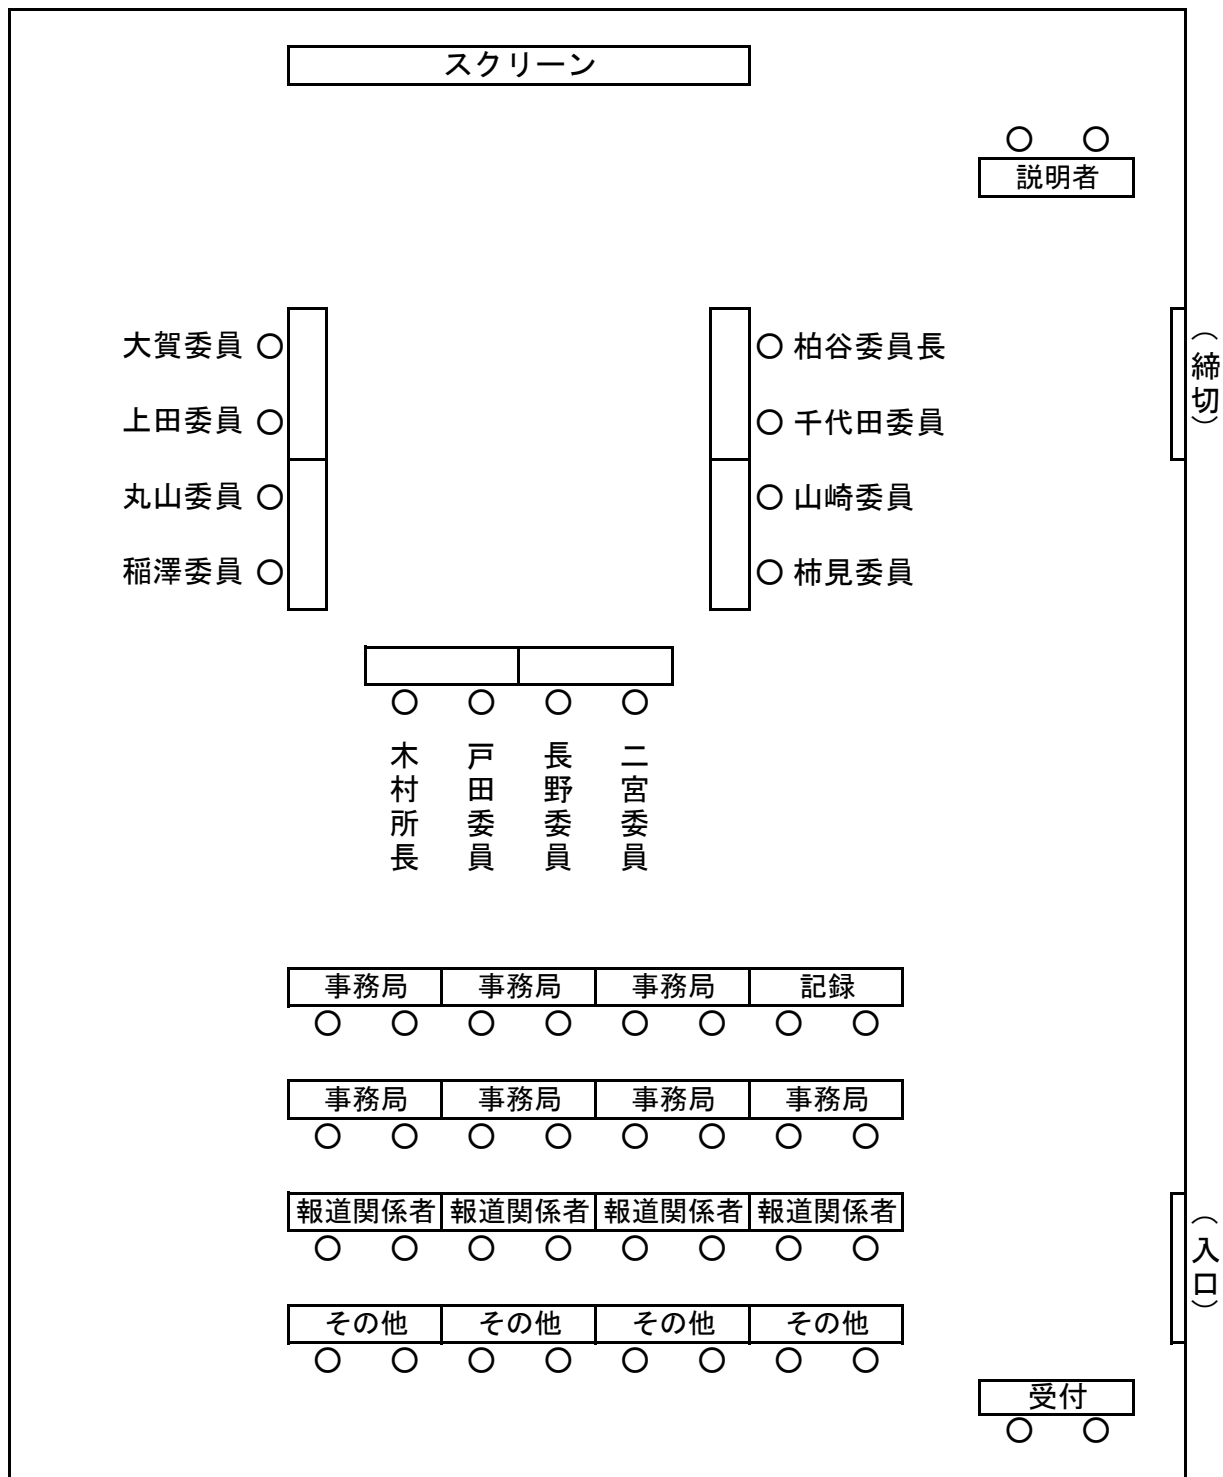 スクリーン
説明者
大賀委員
柏谷委員長
上田委員
千代田委員
丸山委員
山崎委員
稲澤委員
柿見委員
（締切）
木村所長
戸田委員
長野委員
二宮委員
事務局 事務局 事務局 記録
事務局 事務局 事務局 事務局
報道関係者 報道関係者 報道関係者 報道関係者
（入口）
その他 その他 その他 その他
受付